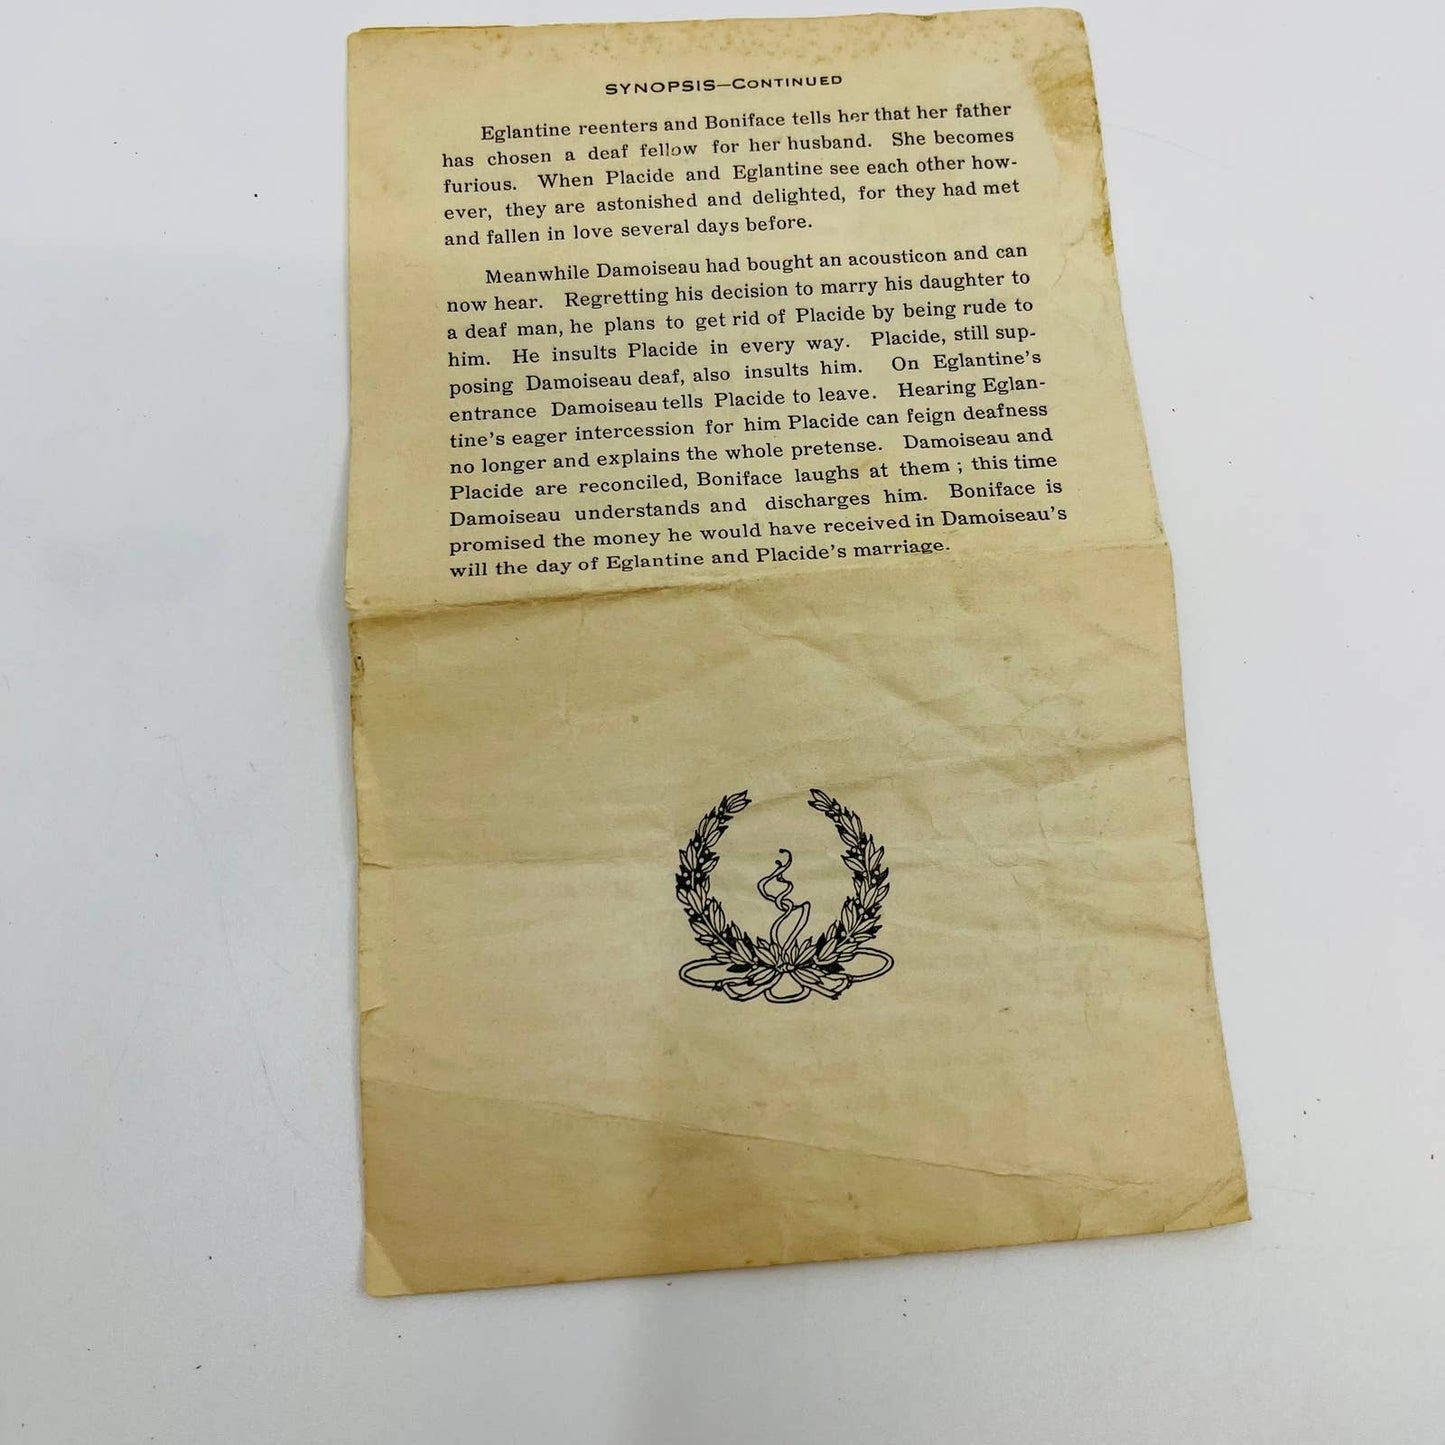 SYNOPSIS—CONTINUED
Eglantine reenters and Boniface tells her that her father
has chosen a deaf fellow for her husband. She becomes
furious. When Placide and Eglantine see each other how-
ever, they are astonished and delighted, for they had met
and fallen in love several days before.
Meanwhile Damoiseau had bought an acousticon and can
now hear. Regretting his decision to marry his daughter to
a deaf man, he plans to get rid of Placide by being rude to
him. He insults Placide in every way. Placide, still sup-
posing Damoiseau deaf, also insults him. On Eglantine's
entrance Damoiseau tells Placide to leave. Hearing Eglan-
tine's eager intercession for him Placide can feign deafness
no longer and explains the whole pretense. Damoiseau and
Placide are reconciled, Boniface laughs at them ; this time
Damoiseau understands and discharges him. Boniface is
promised the money he would have received in Damoiseau's
will the day of Eglantine and Placide's marriage.